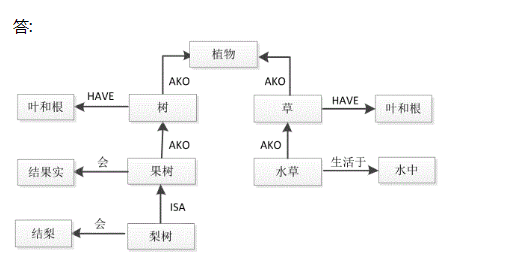 答:
植物
AKO AKO
叶和根 HAVE 树 草 HAVE 叶和根
AKO AKO
结果实 会 果树 水草 生活于 水中
ISA
结梨 会 梨树